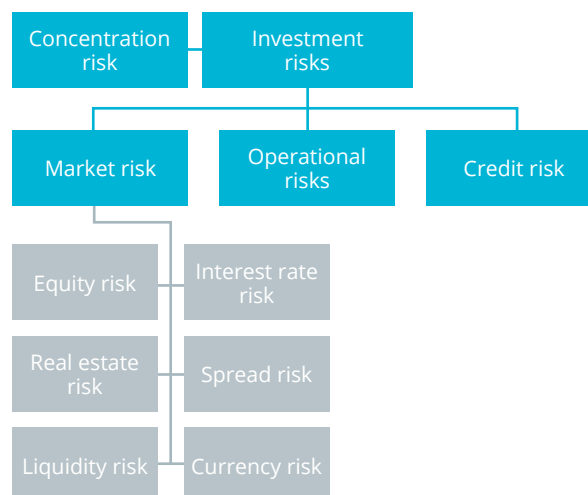 Concentration
risk
Investment
risks
Market risk
Operational
risks
Credit risk
Equity risk
Interest rate
risk
Real estate
risk
Spread risk
Liquidity risk
Currency risk